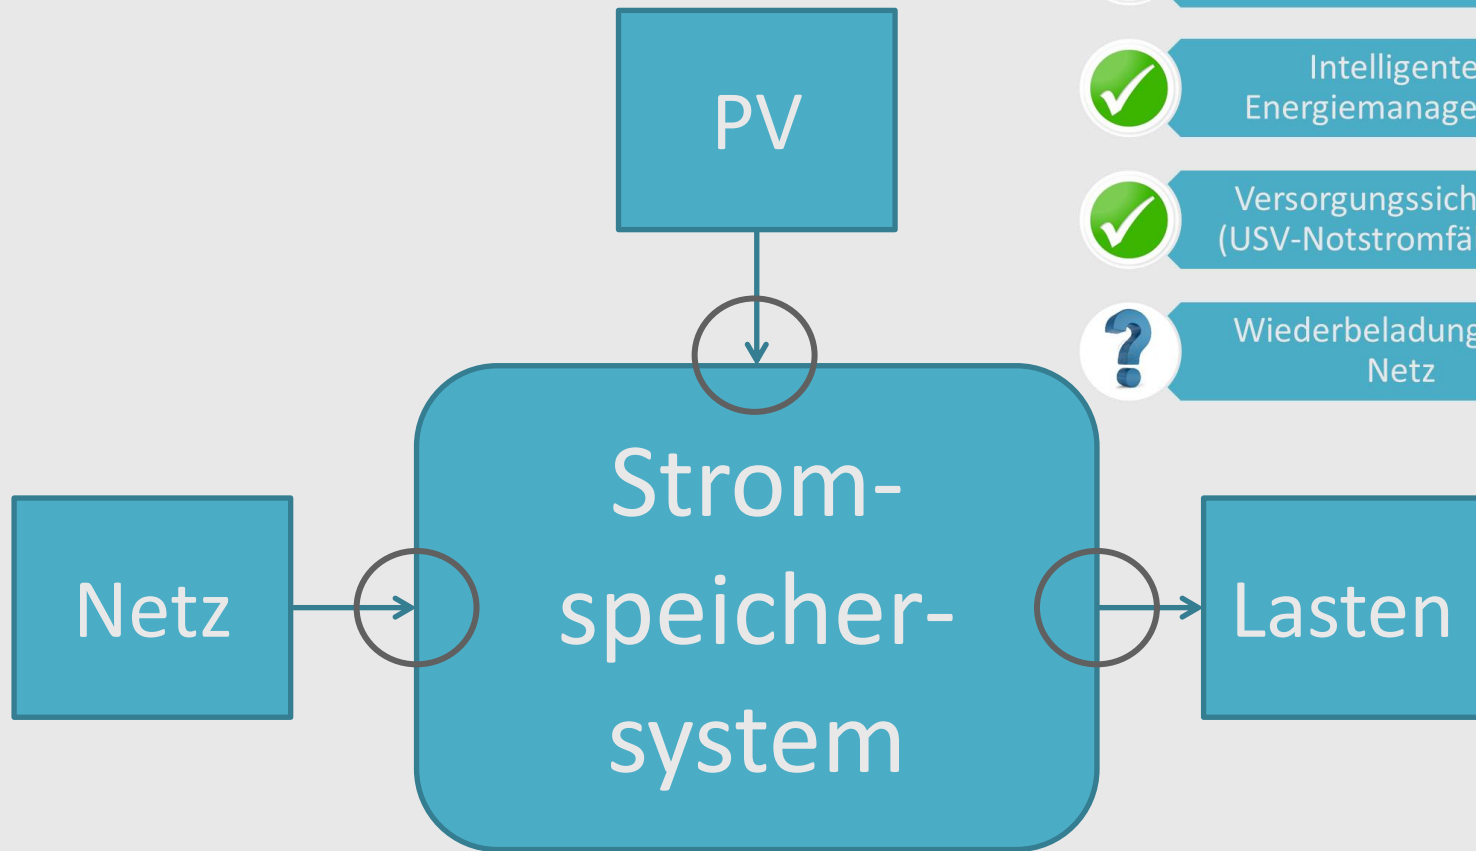 PV
Intelligente
Energiemanage
Versorgungssich
(USV-Notstromfä
Wiederbeladung
Netz
Strom-
speicher-
system
Netz
Lasten